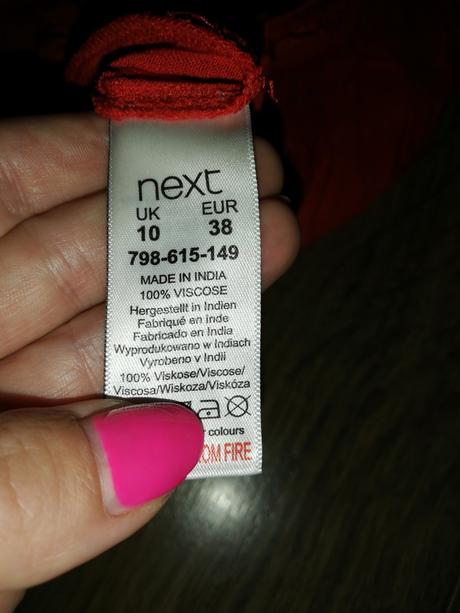 next
UK EUR
10 38
798-615-149
MADE IN INDIA
100% VISCOSE
Hergestellt in Indien
Fabriqué en inde
Fabricado en India
Wyprodukowano w Indiach
Vyrobeno v Indii
100% Viskose/Viscose/
Viscosa/Wiskoza/Viskóza
colours
FIRE